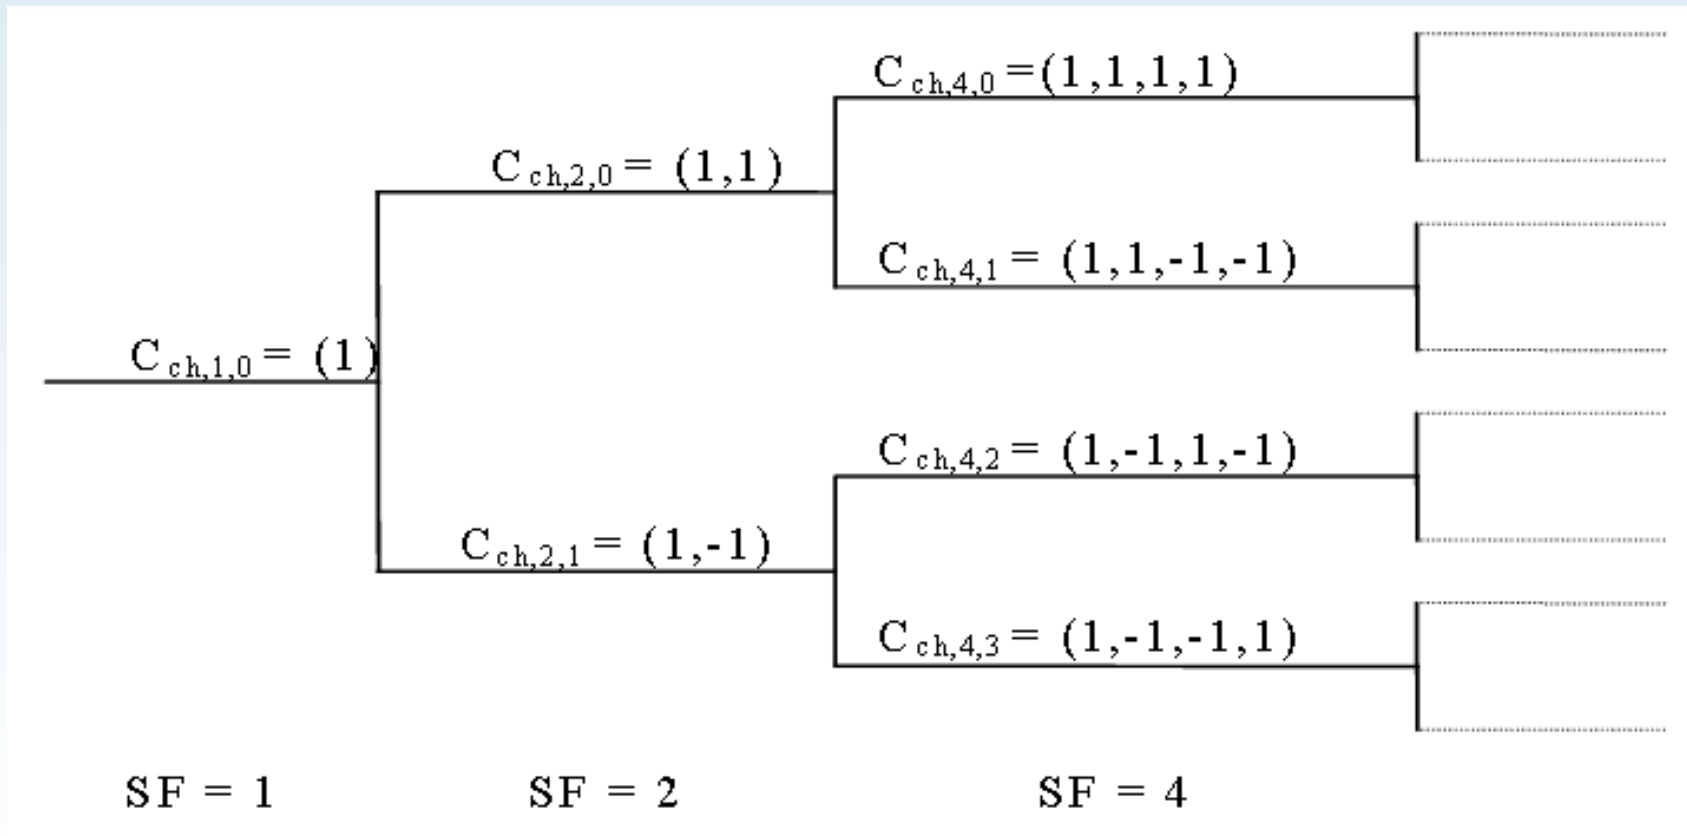 C ch,4,0 =(1,1,1,1)
C ch,2,0 = (1,1)
C ch,4,1 = (1,1,-1,-1)
C ch,1,0 = (1)
C ch,4,2 = (1,-1,1,-1)
C ch,2,1 = (1,-1)
C ch,4,3 = (1,-1,-1,1)
SF = 1 SF = 2 SF = 4